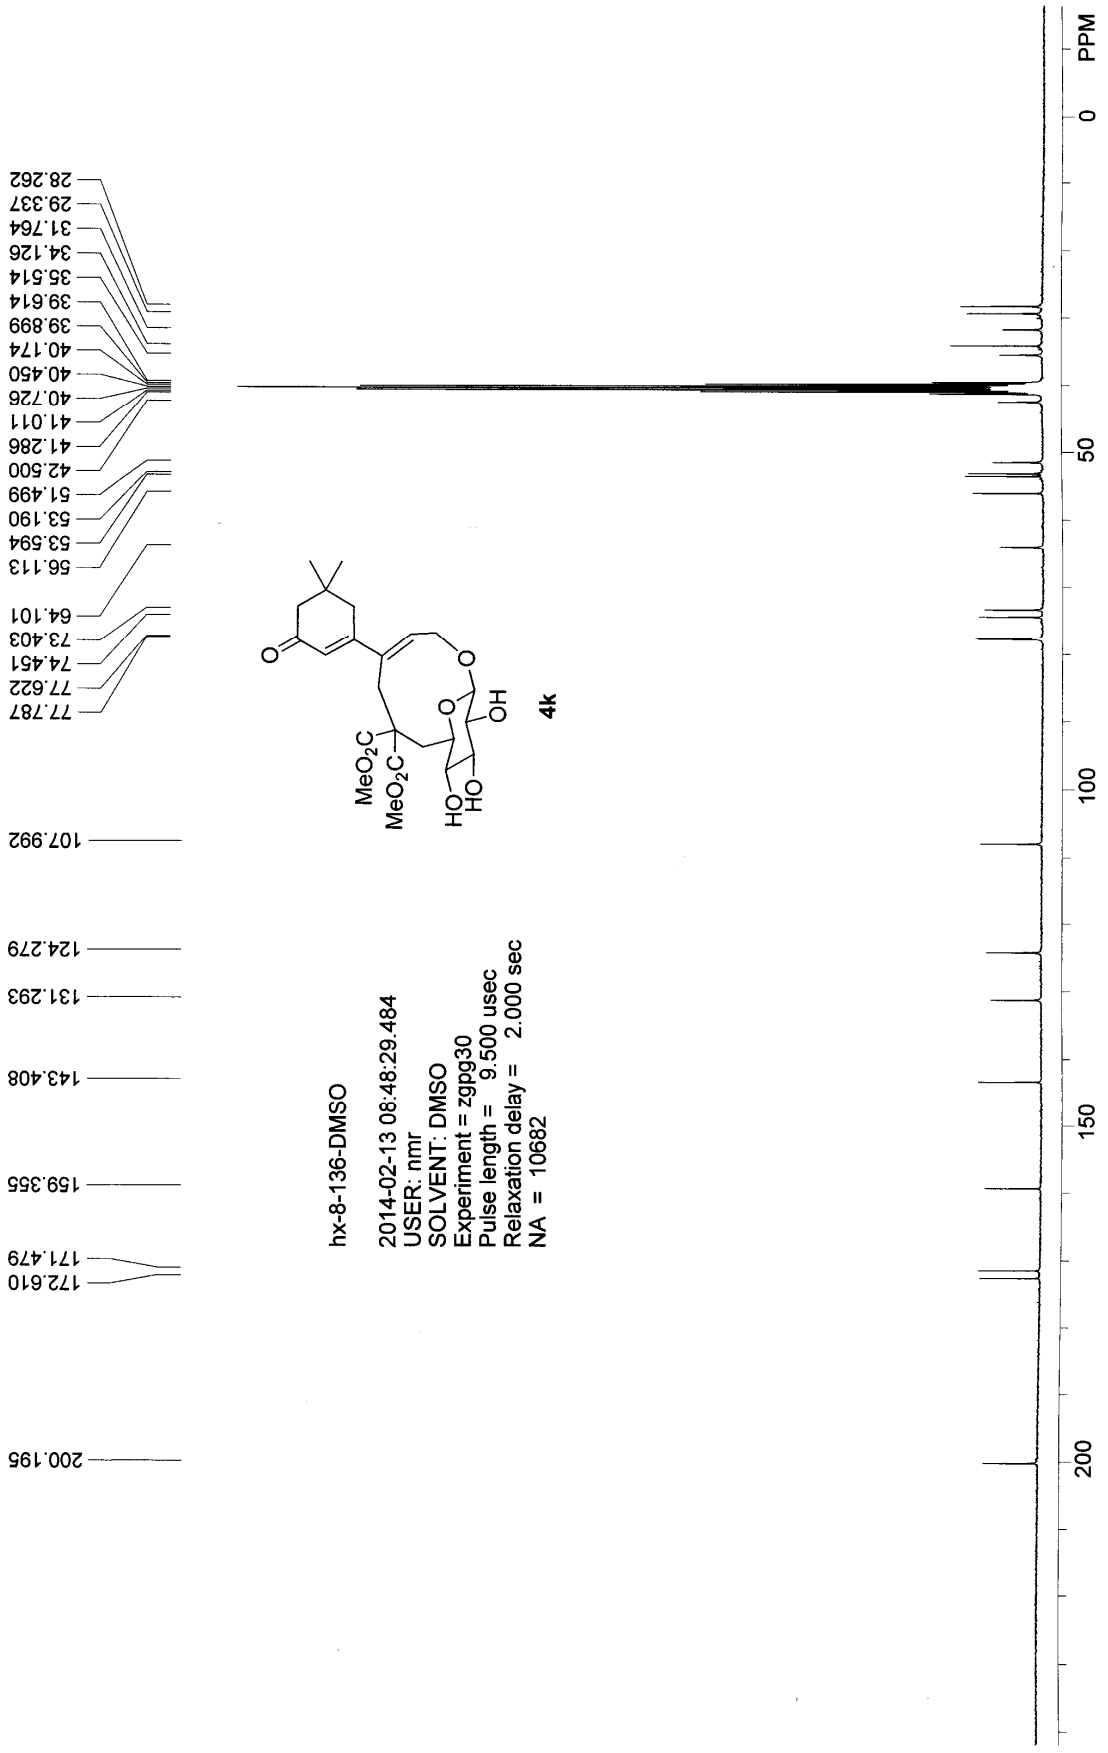 28.262
29.337
31.764
34.126
35.514
39.614
39.899
40.174
40.450
40.726
41.011
41.286
42.500
51.499
53.190
53.594
56.113
64.101
73.403
74.451
77.622
77.787
107.992
124.279
131.293
143.408
159.355
171.479
172.610
200.195
O
MeO₂C
MeO₂C
O
O
OH
HO
HO
4k
hx-8-136-DMSO
2014-02-13 08:48:29.484
USER: nmr
SOLVENT: DMSO
Experiment = zgpg30
Pulse length = 9.500 usec
Relaxation delay = 2.000 sec
NA = 10682
PPM
0
50
100
150
200